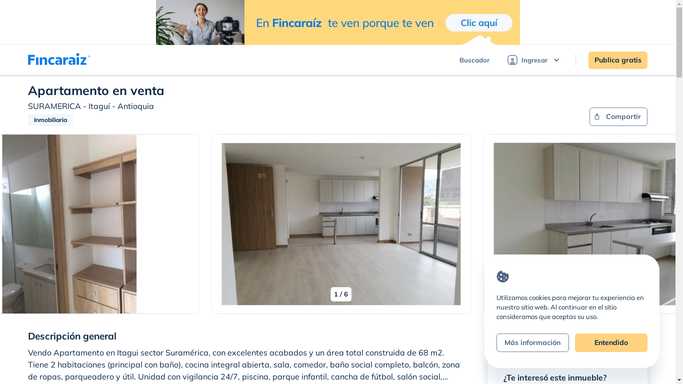 En Fincaraíz te ven porque te ven
Clic aquí
Fincaraiz
Buscador
Ingresar
Publica gratis
Apartamento en venta
SURAMERICA - Itaguí - Antioquia
Inmobiliaria
Compartir
1 / 6
Utilizamos cookies para mejorar tu experiencia en
nuestro sitio web. Al continuar en el sitio
consideramos que aceptas su uso.
Más información
Entendido
Descripción general
Vendo Apartamento en Itagui sector Suramérica, con excelentes acabados y un área total construida de 68 m2.
Tiene 2 habitaciones (principal con baño), cocina integral abierta, sala, comedor, baño social completo, balcón, zona
de ropas, parqueadero y útil. Unidad con vigilancia 24/7, piscina, parque infantil, cancha de fútbol, salón social,...
¿Te interesó este inmueble?